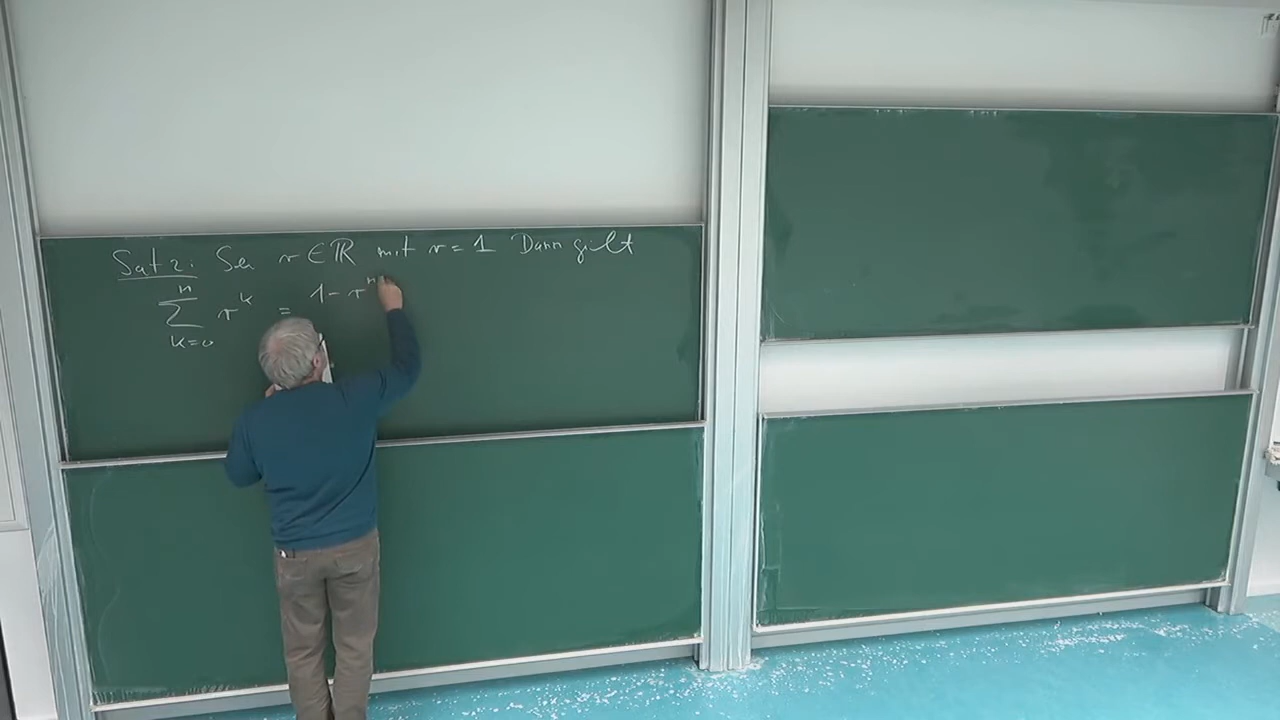 Satz: Sei r ∈ ℝ mit r = 1 Dann gilt
n
∑ r^k = 1 - r^n
k=0